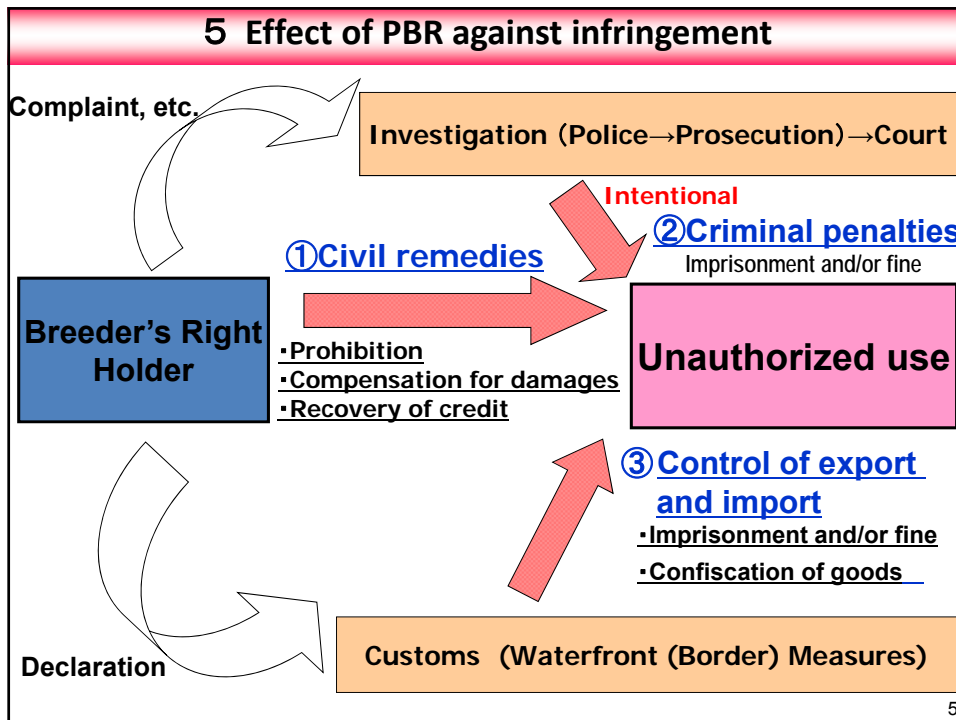 ５ Effect of PBR against infringement
Complaint, etc.
Investigation（Police→Prosecution）→Court
Intentional
②Criminal penalties
Imprisonment and/or fine
①Civil remedies
Breeder's Right
Holder
・Prohibition
・Compensation for damages
・Recovery of credit
Unauthorized use
③Control of export
and import
・Imprisonment and/or fine
・Confiscation of goods
Declaration
Customs (Waterfront (Border) Measures)
5